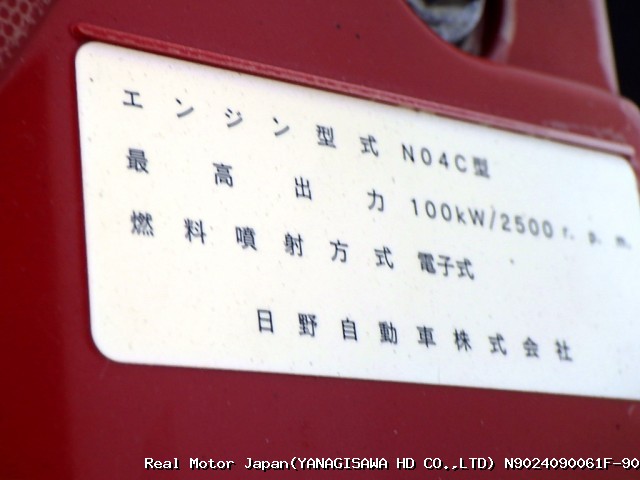 エンジン型式 N04C型
最高出力 100kW/2500 r. p. m.
燃料噴射方式 電子式
日野自動車株式会社
Real Motor Japan(YANAGISAWA HD CO.,LTD) N9024090061F-90